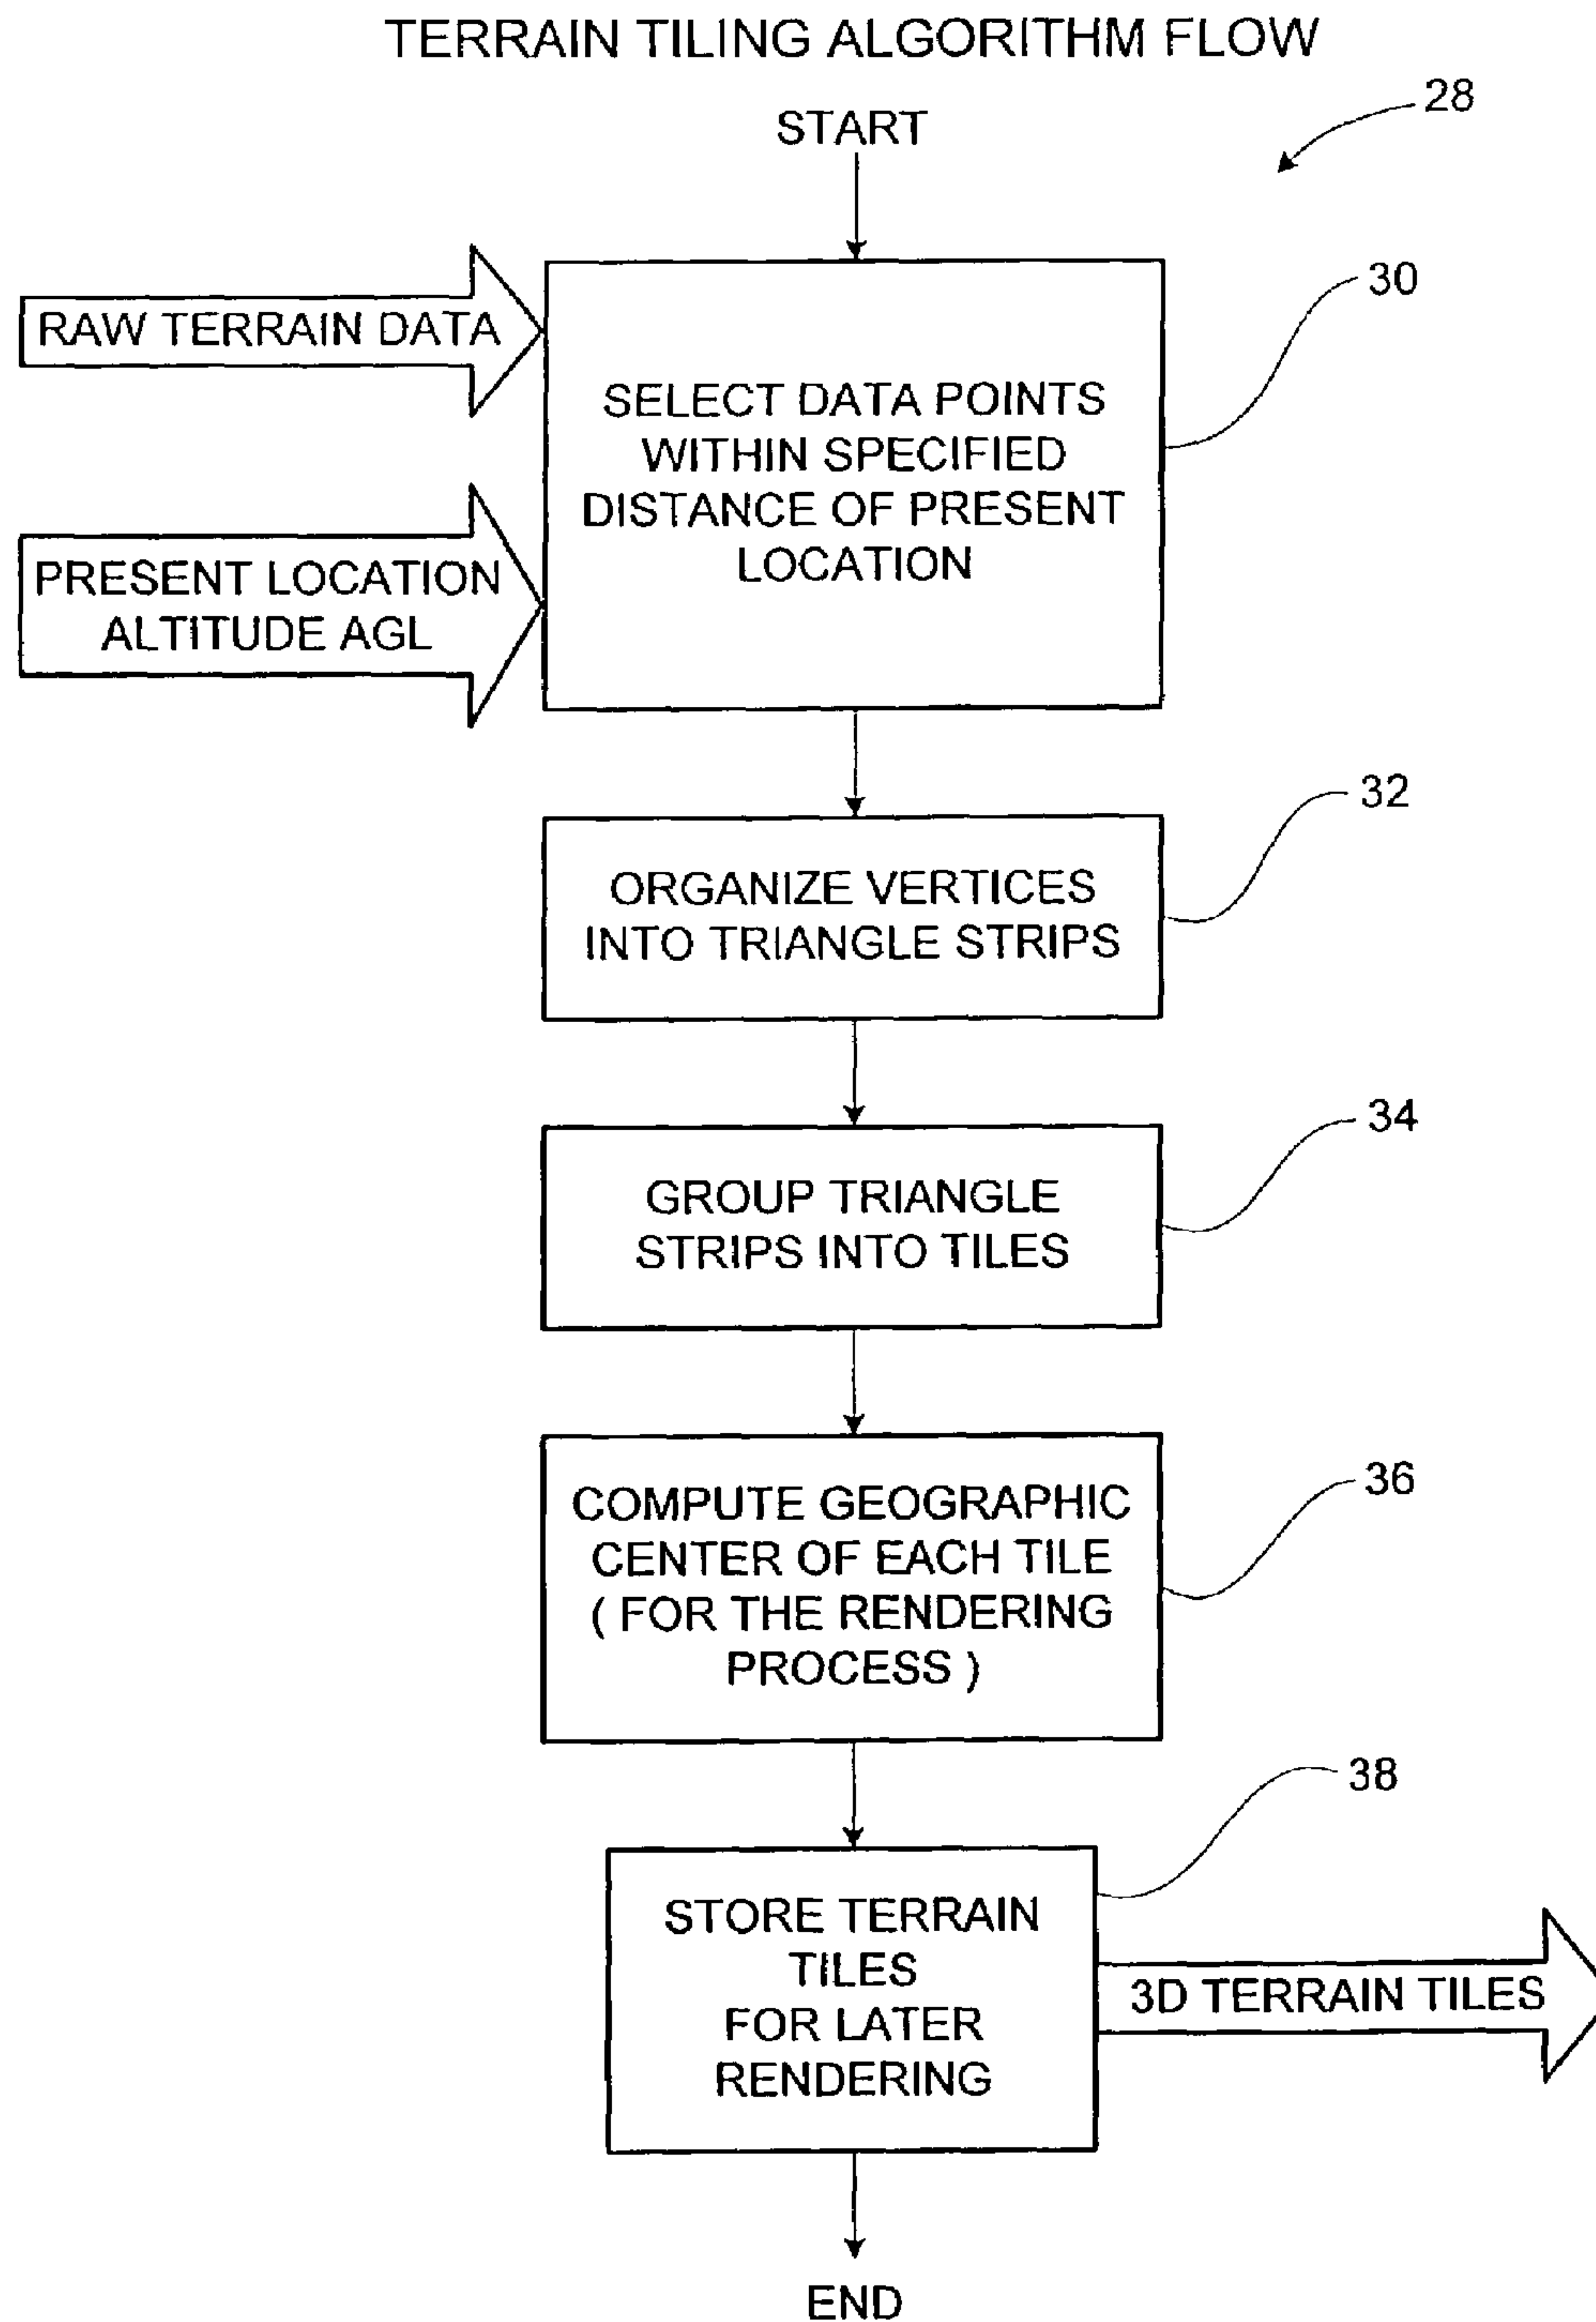 TERRAIN TILING ALGORITHM FLOW
28
START
RAW TERRAIN DATA
30
SELECT DATA POINTS
WITHIN SPECIFIED
DISTANCE OF PRESENT
LOCATION
PRESENT LOCATION
ALTITUDE AGL
32
ORGANIZE VERTICES
INTO TRIANGLE STRIPS
34
GROUP TRIANGLE
STRIPS INTO TILES
36
COMPUTE GEOGRAPHIC
CENTER OF EACH TILE
( FOR THE RENDERING
PROCESS )
38
STORE TERRAIN
TILES
FOR LATER
RENDERING
3D TERRAIN TILES
END